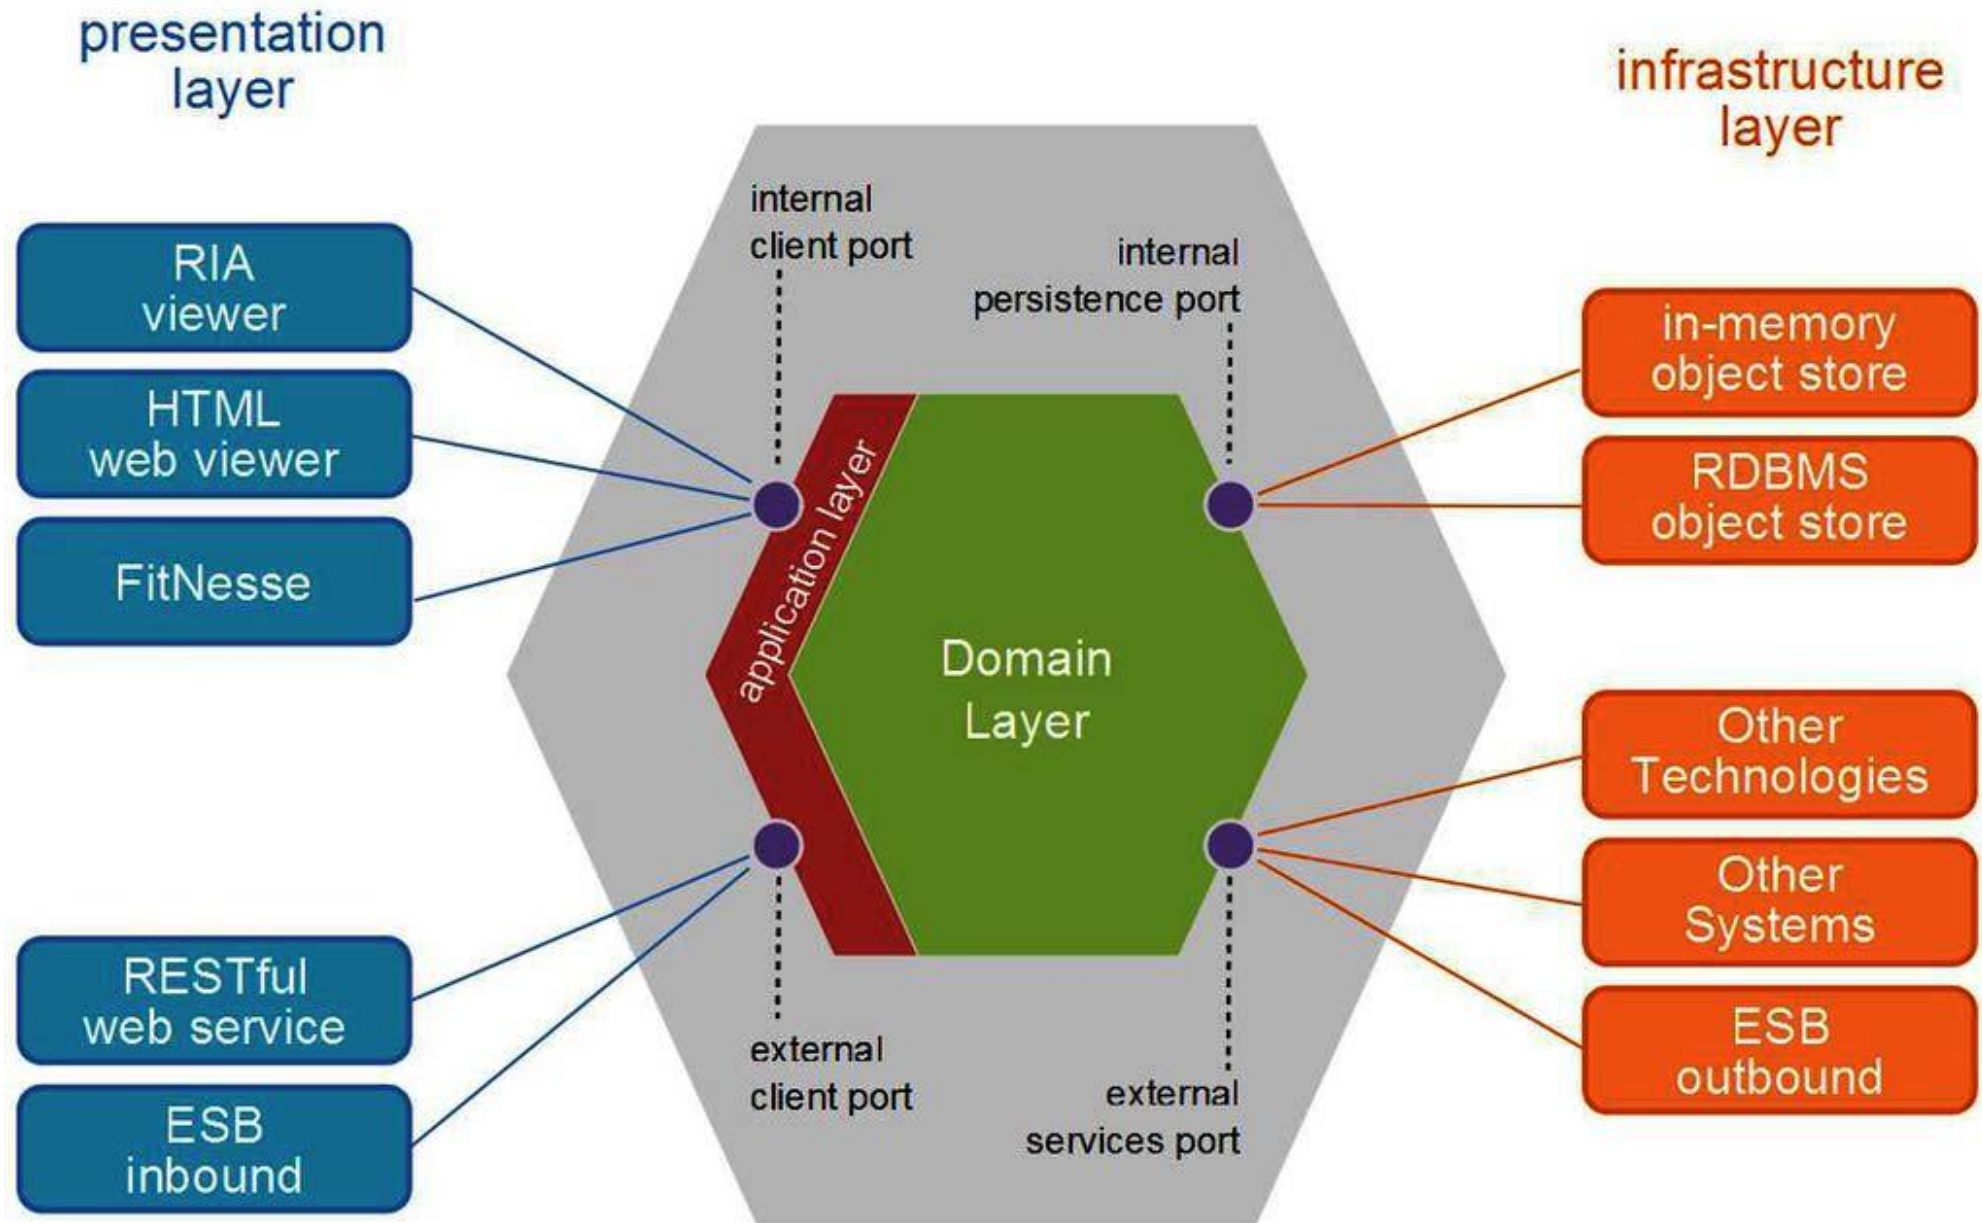 presentation
layer
infrastructure
layer
internal
client port
internal
persistence port
RIA
viewer
HTML
web viewer
FitNesse
in-memory
object store
RDBMS
object store
application layer
Domain
Layer
Other
Technologies
Other
Systems
ESB
outbound
RESTful
web service
ESB
inbound
external
client port
external
services port